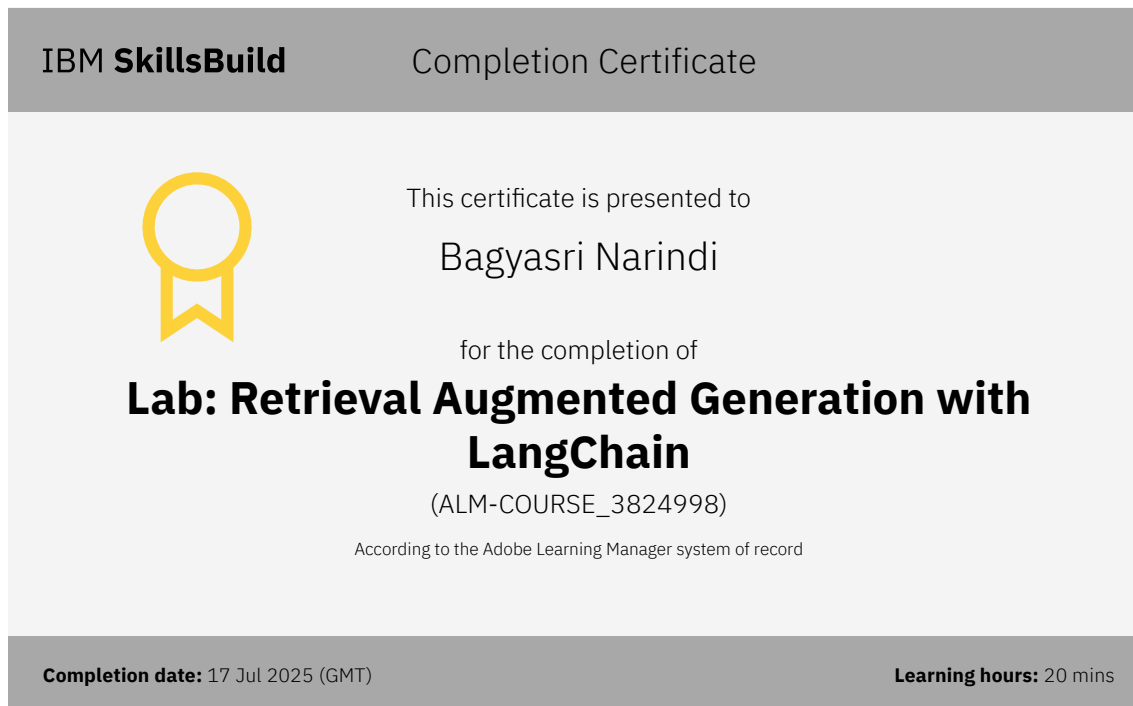 IBM SkillsBuild
Completion Certificate
This certificate is presented to
Bagyasri Narindi
for the completion of
Lab: Retrieval Augmented Generation with
LangChain
(ALM-COURSE_3824998)
According to the Adobe Learning Manager system of record
Completion date: 17 Jul 2025 (GMT)
Learning hours: 20 mins